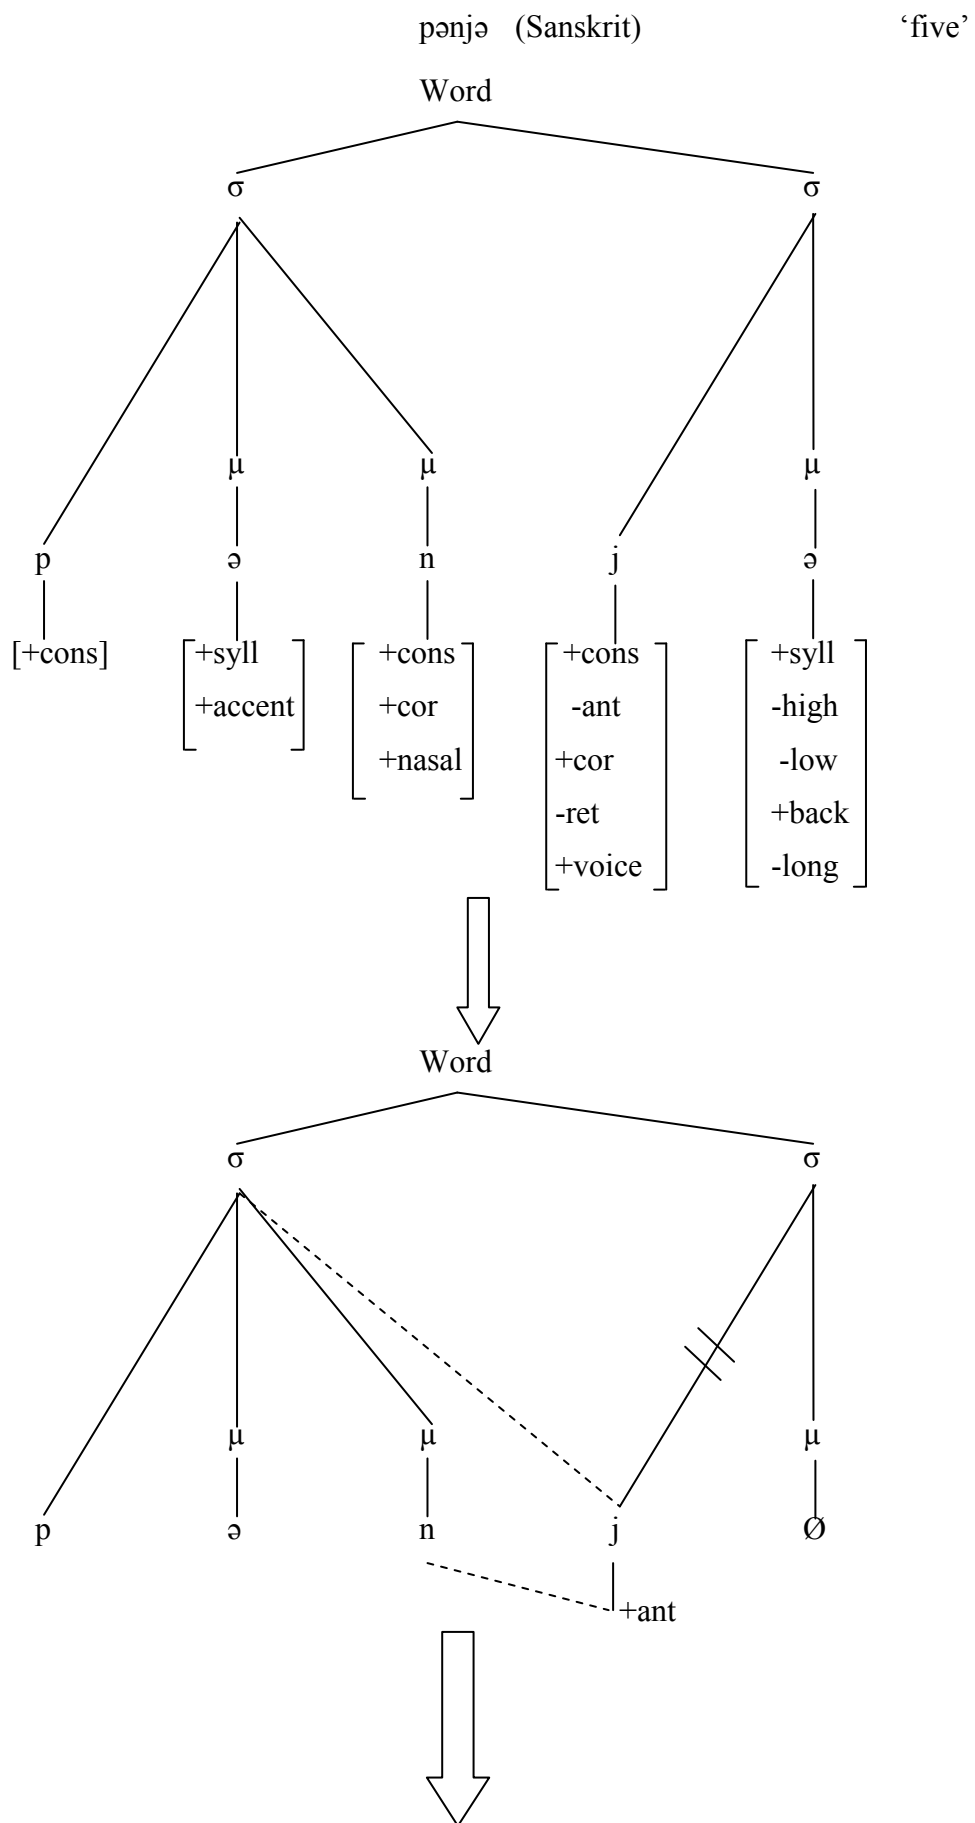 pənjə (Sanskrit) ‘five’
Word
σ σ
μ μ μ
p ə n j ə
[+cons] +syll +cons +cons +syll
+accent +cor -ant -high
+nasal +cor -low
-ret +back
+voice -long
Word
σ σ
μ μ μ
p ə n j Ø
+ant